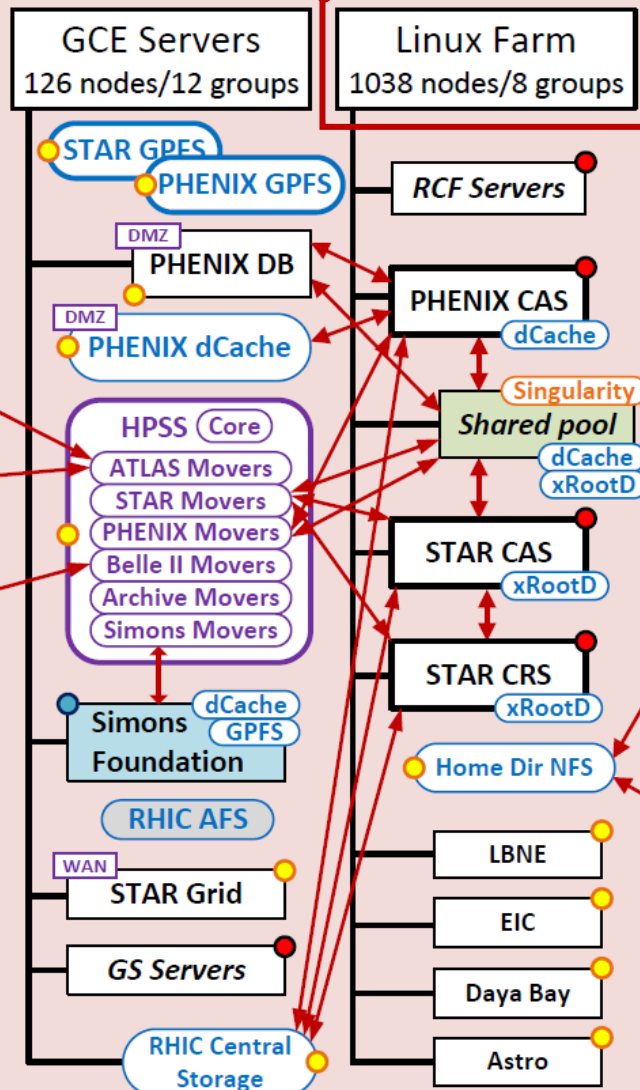 GCE Servers
126 nodes/12 groups
STAR GPFS
PHENIX GPFS
DMZ
PHENIX DB
DMZ
PHENIX dCache
HPSS Core
ATLAS Movers
STAR Movers
PHENIX Movers
Belle II Movers
Archive Movers
Simons Movers
dCache
Simons
GPFS
Foundation
RHIC AFS
WAN
STAR Grid
GS Servers
RHIC Central
Storage
Linux Farm
1038 nodes/8 groups
RCF Servers
PHENIX CAS
dCache
Singularity
Shared pool
dCache
xRootD
STAR CAS
xRootD
STAR CRS
xRootD
Home Dir NFS
LBNE
EIC
Daya Bay
Astro